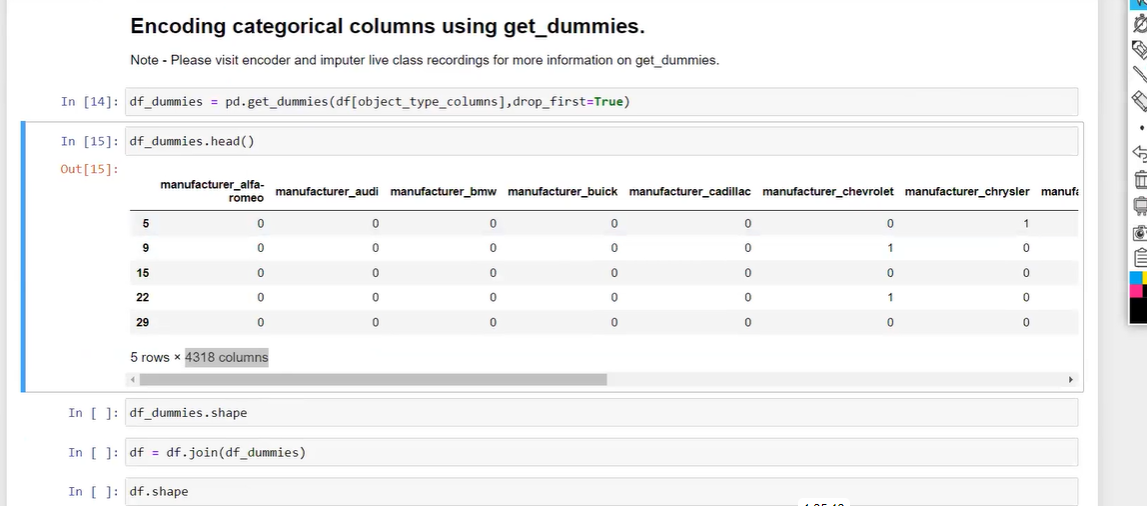 Encoding categorical columns using get_dummies.
Note - Please visit encoder and imputer live class recordings for more information on get_dummies.
In [14]: df_dummies = pd.get_dummies(df[object_type_columns],drop_first=True)
In [15]: df_dummies.head()
Out[15]:
manufacturer_alfa-romeo manufacturer_audi manufacturer_bmw manufacturer_buick manufacturer_cadillac manufacturer_chevrolet manufacturer_chrysler manufa
5 0 0 0 0 0 0 1
9 0 0 0 0 0 1 0
15 0 0 0 0 0 0 0
22 0 0 0 0 0 1 0
29 0 0 0 0 0 0 0
5 rows × 4318 columns
In [ ]: df_dummies.shape
In [ ]: df = df.join(df_dummies)
In [ ]: df.shape